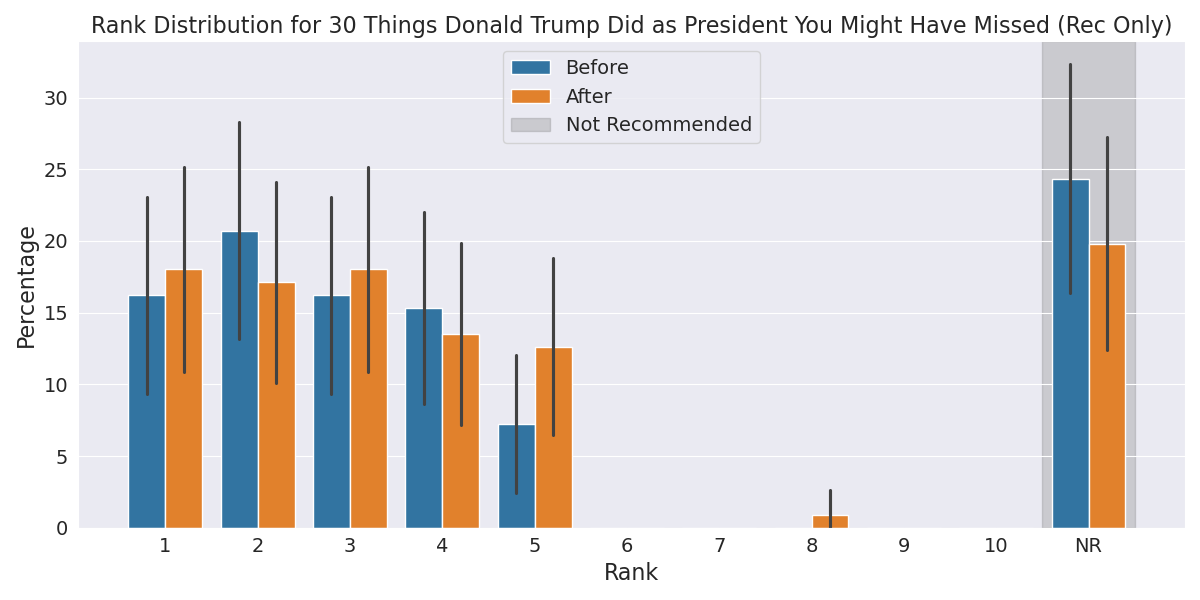 Rank Distribution for 30 Things Donald Trump Did as President You Might Have Missed (Rec Only)
Before
After
Not Recommended
Percentage
30
25
20
15
10
5
0
1 2 3 4 5 6 7 8 9 10 NR
Rank